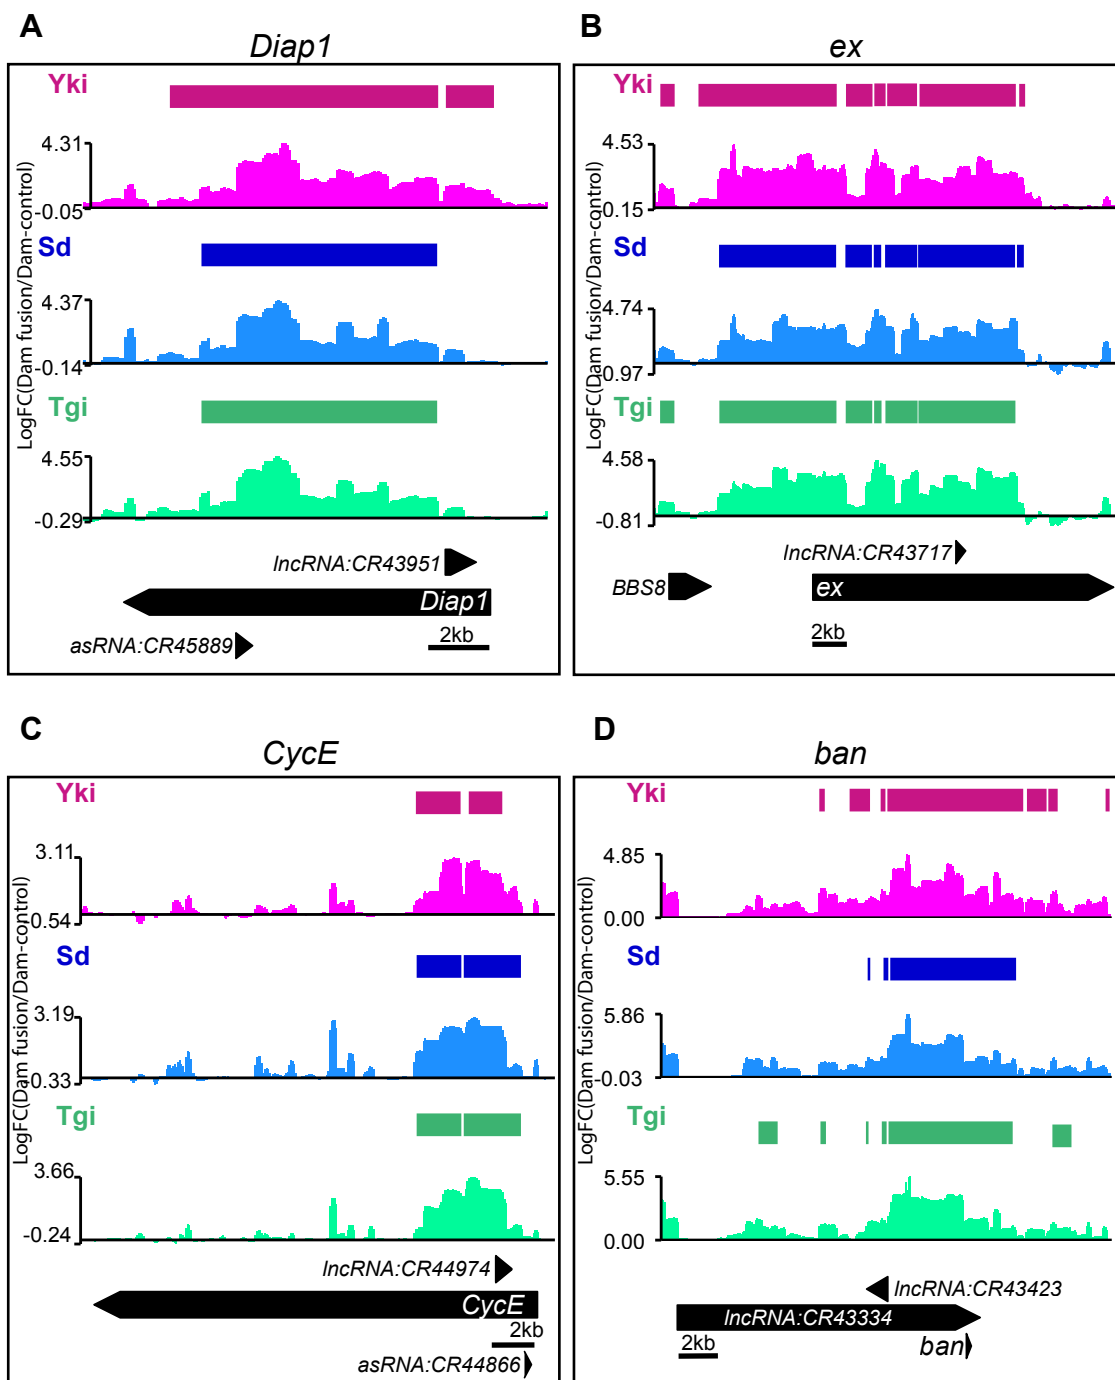 A
Diap1
LogFC(Dam fusion/Dam-control)
Yki
4.31
-0.05
Sd
4.37
-0.14
Tgi
4.55
-0.29
lncRNA:CR43951
Diap1
asRNA:CR45889
2kb
B
ex
LogFC(Dam fusion/Dam-control)
Yki
4.53
0.15
Sd
4.74
0.97
Tgi
4.58
-0.81
lncRNA:CR43717
BBS8
ex
2kb
C
CycE
LogFC(Dam fusion/Dam-control)
Yki
3.11
0.54
Sd
3.19
0.33
Tgi
3.66
-0.24
lncRNA:CR44974
CycE
2kb
asRNA:CR44866
D
ban
LogFC(Dam fusion/Dam-control)
Yki
4.85
0.00
Sd
5.86
-0.03
Tgi
5.55
0.00
lncRNA:CR43423
lncRNA:CR43334
2kb
ban